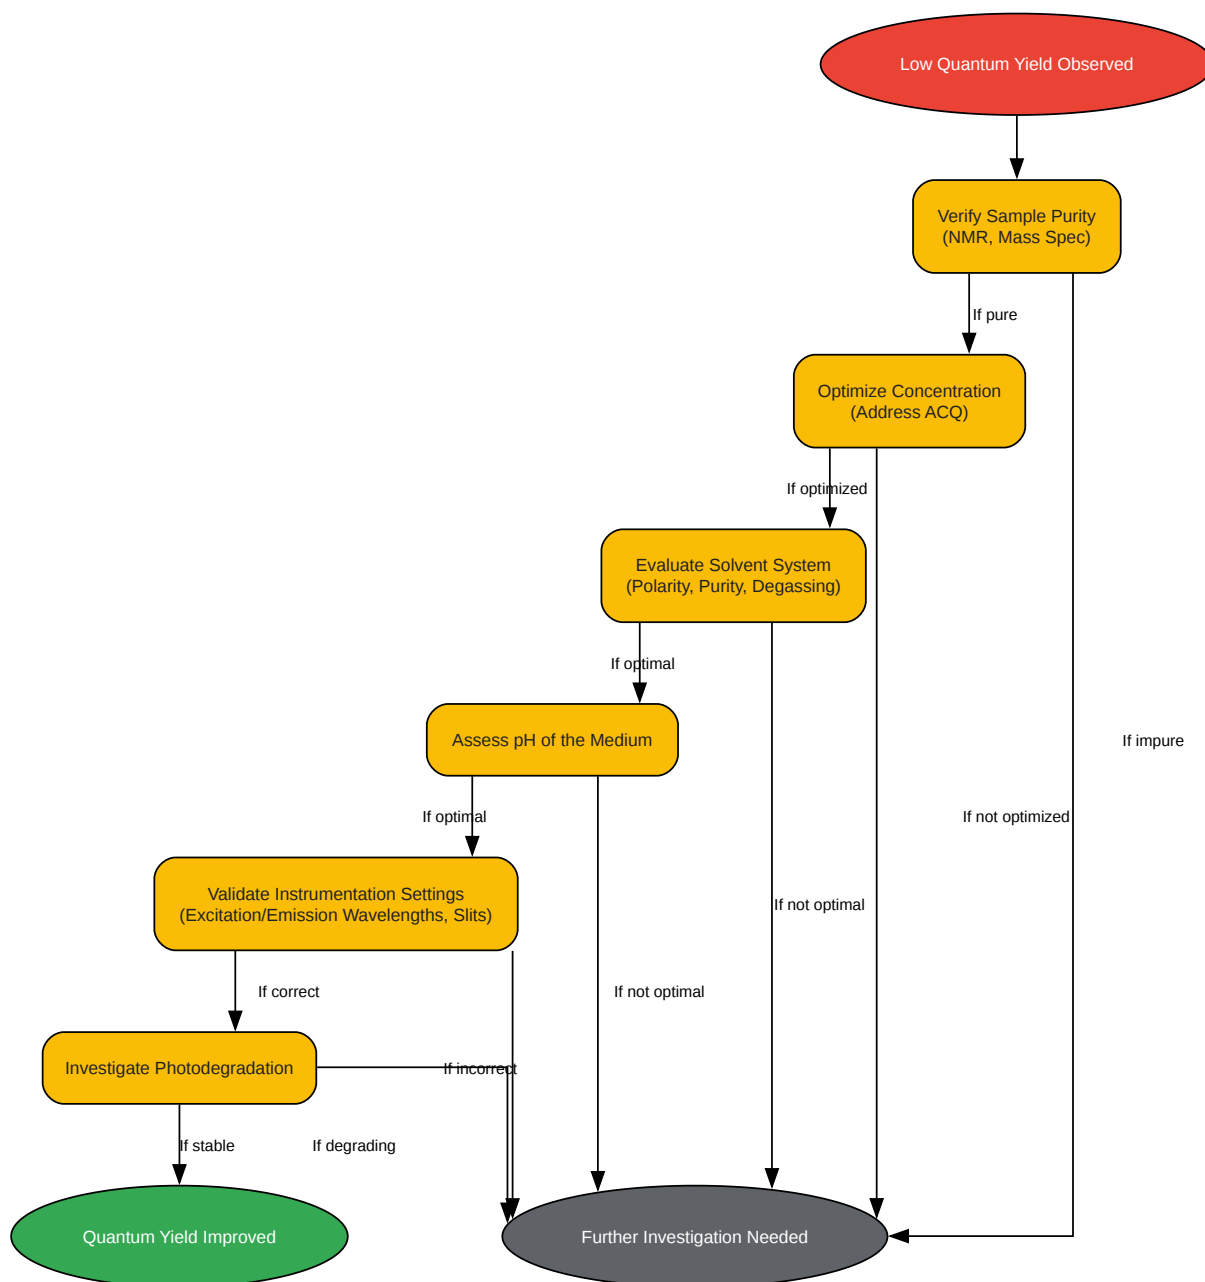 Low Quantum Yield Observed
Verify Sample Purity
(NMR, Mass Spec)
If pure
Optimize Concentration
(Address ACQ)
If optimized
Evaluate Solvent System
(Polarity, Purity, Degassing)
If optimal
Assess pH of the Medium
If impure
If optimal
If not optimized
Validate Instrumentation Settings
(Excitation/Emission Wavelengths, Slits)
If not optimal
If correct
If not optimal
Investigate Photodegradation
If incorrect
If stable
If degrading
Quantum Yield Improved
Further Investigation Needed